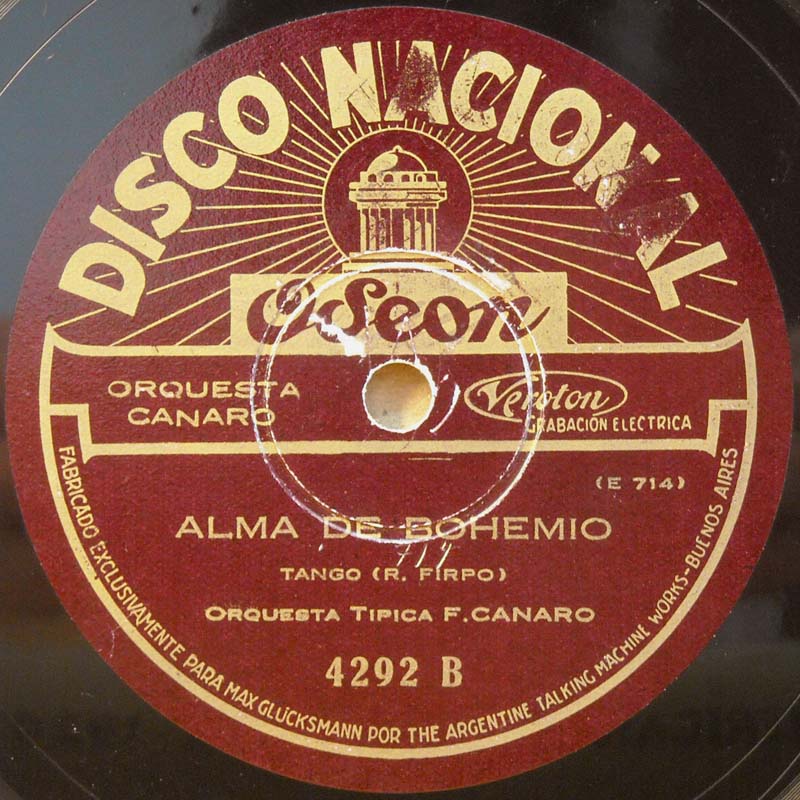 DISCO NACIONAL
Odeon
ORQUESTA
CANARO
Veroton
GRABACIÓN ELECTRICA
(E 714)
ALMA DE BOHEMIO
TANGO (R. FIRPO)
ORQUESTA TIPICA F. CANARO
4292 B
FABRICADO EXCLUSIVAMENTE PARA MAX GLÜCKSMANN POR THE ARGENTINE TALKING MACHINE WORKS-BUENOS AIRES